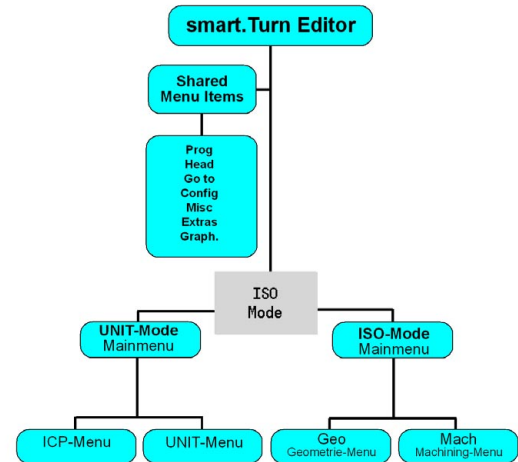 smart.Turn Editor
Shared
Menu Items
Prog
Head
Go to
Config
Misc
Extras
Graph.
ISO
Mode
UNIT-Mode
Mainmenu
ISO-Mode
Mainmenu
ICP-Menu
UNIT-Menu
Geo
Geometrie-Menu
Mach
Machining-Menu